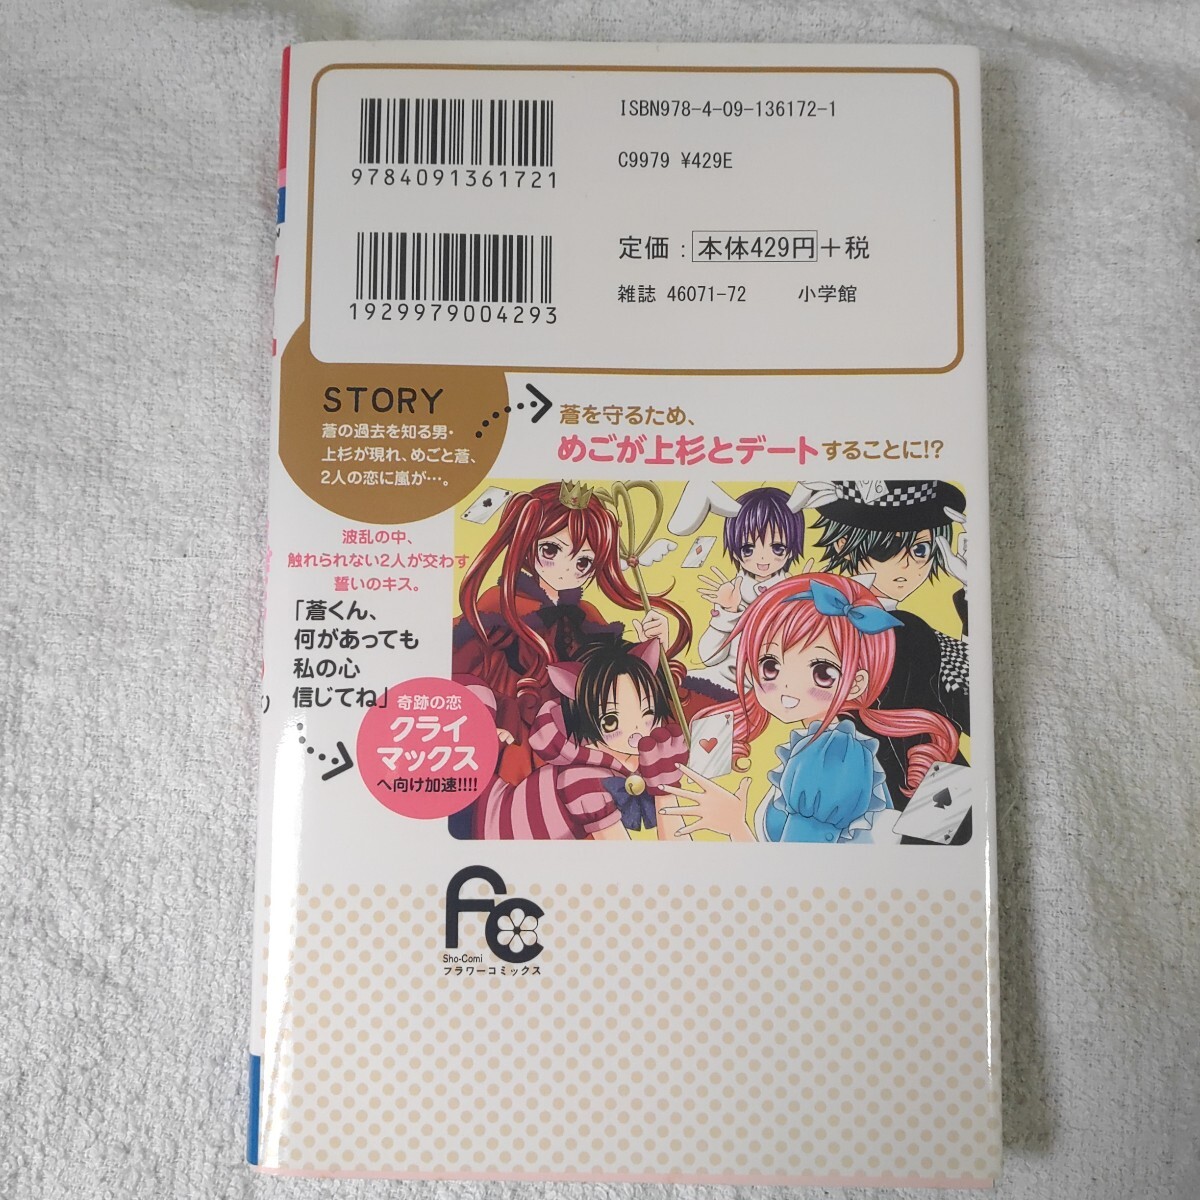 ISBN978-4-09-136172-1
9784091361721
C9979 ¥429E
定価：本体429円+税
1929979004293
雑誌 46071-72 小学館
STORY
蒼の過去を知る男・
上杉が現れ、めごと蒼、
2人の恋に嵐が…。
蒼を守るため、
めごが上杉とデートすることに!?
波乱の中、
触れられない2人が交わす
誓いのキス。
「蒼くん、
何があっても
私の心
信じてね」
奇跡の恋
クライ
マックス
へ向け加速!!!!
FC
Sho-Comi
フラワーコミックス